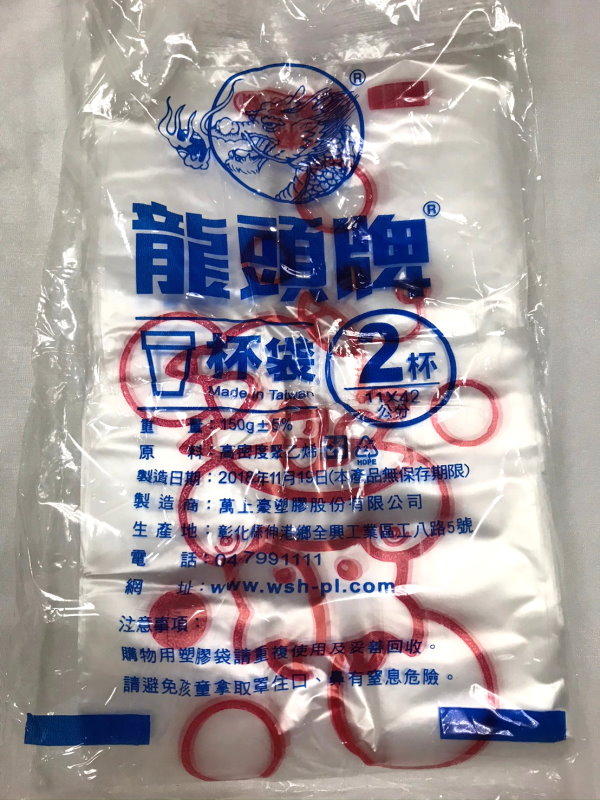 ®
龍頭牌®
杯袋
Made in Taiwan
2杯
11X42
公分
重 量：150g±5%
原 料：高密度聚乙烯
2
HDPE
製造日期：2018年11月19日(本產品無保存期限)
製 造 商：萬上豪塑膠股份有限公司
生 產 地：彰化縣伸港鄉全興工業區工八路5號
電 話：047991111
網 址：www.wsh-pl.com
注意事項：
購物用塑膠袋請重複使用及妥善回收。
請避免孩童拿取罩住口、鼻有窒息危險。